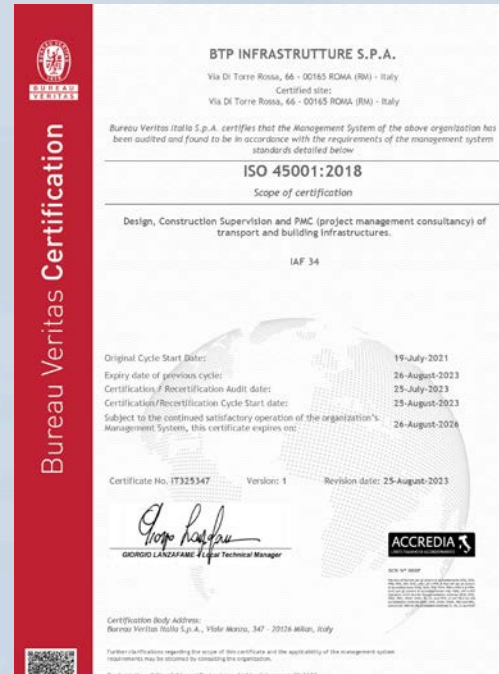 BUREAU
VERITAS
Bureau Veritas Certification
BTP INFRASTRUTTURE S.P.A.
Via Di Torre Rossa, 66 - 00165 ROMA (RM) - Italy
Certified site:
Via Di Torre Rossa, 66 - 00165 ROMA (RM) - Italy
Bureau Veritas Italia S.p.A. certifies that the Management System of the above organization has
been audited and found to be in accordance with the requirements of the management system
standards detailed below
ISO 45001:2018
Scope of certification
Design, Construction Supervision and PMC (project management consultancy) of
transport and building infrastructures.
IAF 34
Original Cycle Start Date: 19-July-2021
Expiry date of previous cycle: 26-August-2023
Certification / Recertification Audit date: 25-July-2023
Certification/Recertification Cycle Start date: 25-August-2023
Subject to the continued satisfactory operation of the organization's
Management System, this certificate expires on: 26-August-2026
Certificate No. IT325347 Version: 1 Revision date: 25-August-2023
GIORGIO LANZAFAME - Local Technical Manager
ACCREDIA
Certification Body Address:
Bureau Veritas Italia S.p.A., Viale Monza, 347 - 20126 Milan, Italy
Further clarifications regarding the scope of this certificate and the applicability of the management system
requirements may be obtained by consulting the organization.